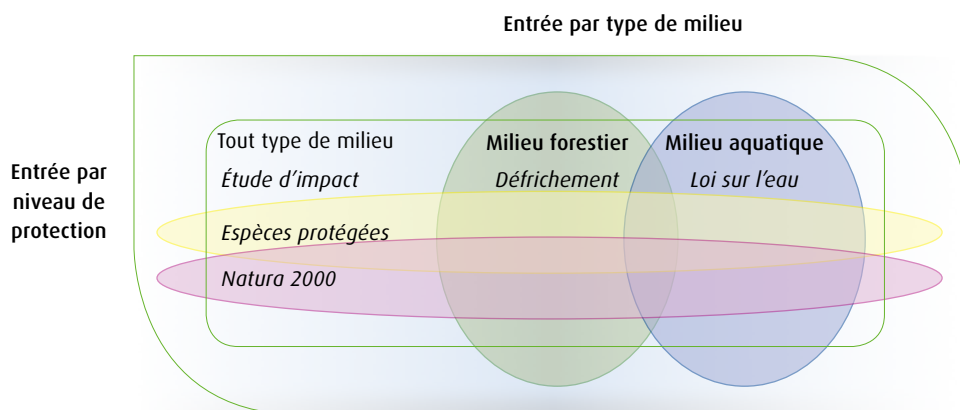 Entrée par type de milieu
Tout type de milieu
Milieu forestier
Milieu aquatique
Étude d’impact
Défrichement
Loi sur l’eau
Entrée par
niveau de
protection
Espèces protégées
Natura 2000